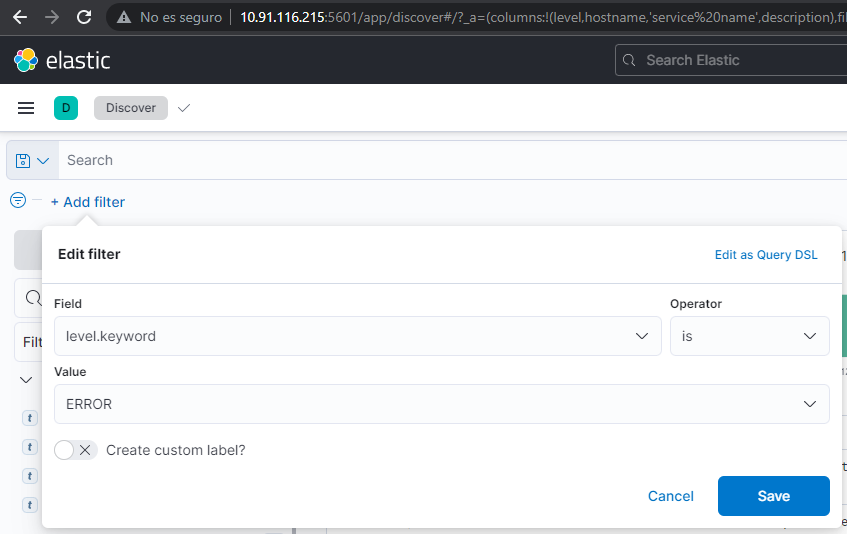 No es seguro 10.91.116.215:5601/app/discover#/?_a=(columns:!(level,hostname,'service%20name',description),fil
elastic
Search Elastic
D Discover
Search
+ Add filter
Edit filter Edit as Query DSL
Field Operator
level.keyword is
Filt
Value
ERROR
t
Create custom label?
t
t
Cancel Save
t